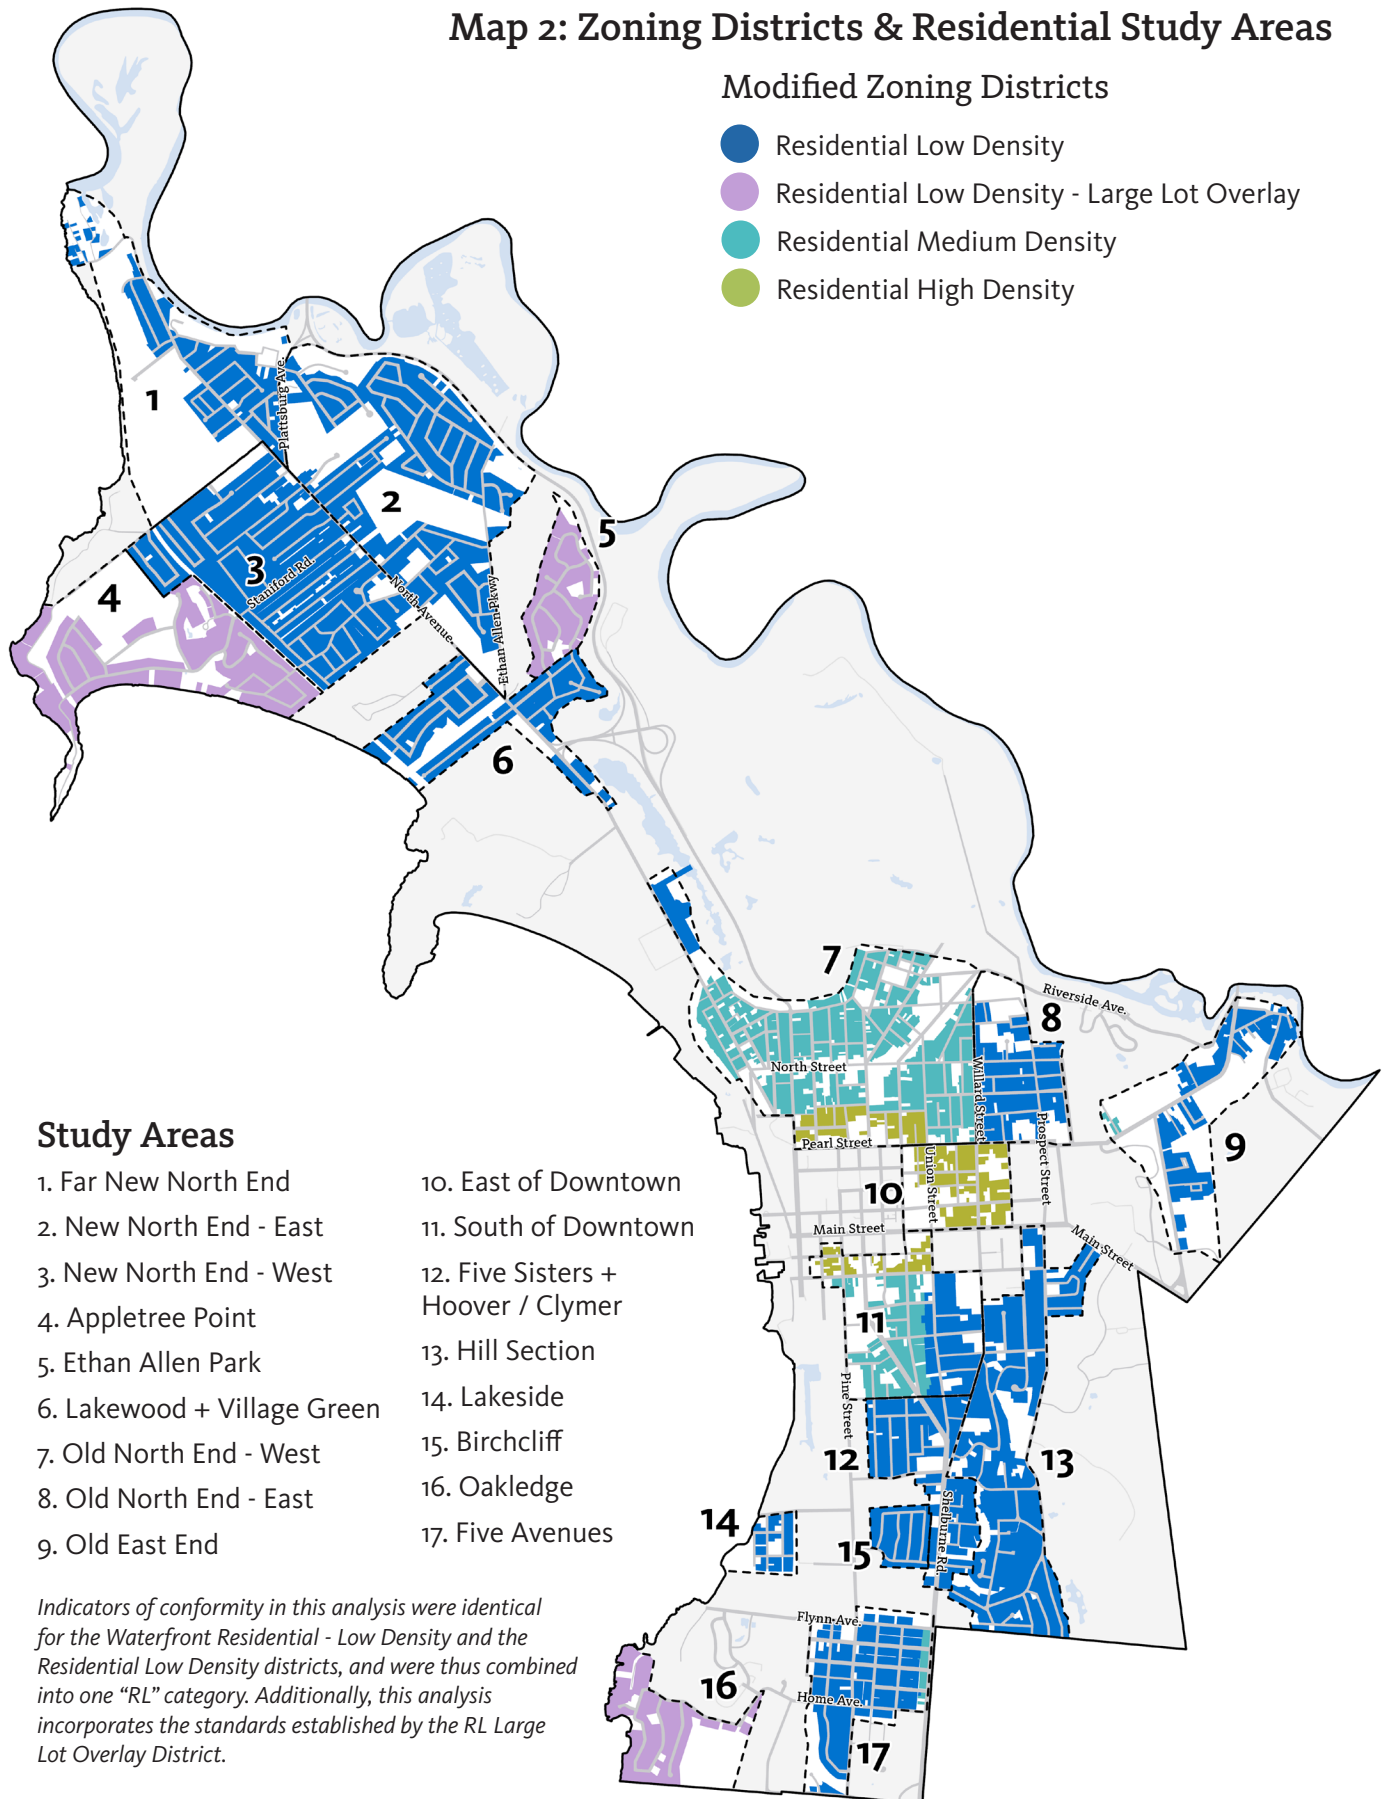 Map 2: Zoning Districts & Residential Study Areas
Modified Zoning Districts
Residential Low Density
Residential Low Density - Large Lot Overlay
Residential Medium Density
Residential High Density
1
Plattsburg Ave.
2
5
3
Staniford Rd.
4
North Avenue.
Ethan Allen Pkwy
6
7
Riverside Ave.
8
North Street
Willard Street
Prospect Street
Pearl Street
9
Union Street
10
Main Street
Main Street
11
Pine Street
12
13
Shelburne Rd.
14
15
Flynn Ave.
16
Home Ave.
17
Study Areas
1. Far New North End
2. New North End - East
3. New North End - West
4. Appletree Point
5. Ethan Allen Park
6. Lakewood + Village Green
7. Old North End - West
8. Old North End - East
9. Old East End
10. East of Downtown
11. South of Downtown
12. Five Sisters +
Hoover / Clymer
13. Hill Section
14. Lakeside
15. Birchcliff
16. Oakledge
17. Five Avenues
Indicators of conformity in this analysis were identical
for the Waterfront Residential - Low Density and the
Residential Low Density districts, and were thus combined
into one “RL” category. Additionally, this analysis
incorporates the standards established by the RL Large
Lot Overlay District.